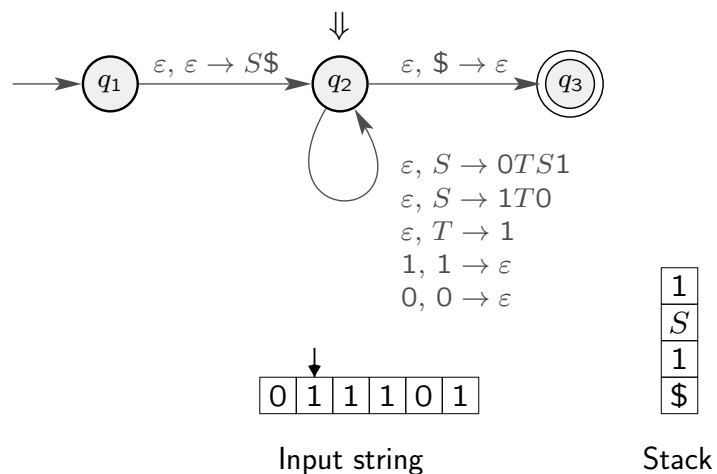 ⇓
q₁ ε, ε → S$ q₂ ε, $ → ε q₃
ε, S → 0TS1
ε, S → 1T0
ε, T → 1
1, 1 → ε
0, 0 → ε
1
S
1
$
0 1 1 1 0 1
Input string Stack